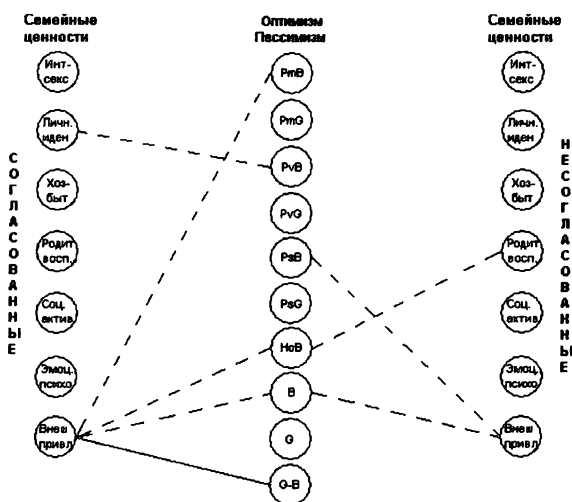 Семейные
ценности
Оптимизм
Пессимизм
Семейные
ценности
СОГЛАСОВАННЫЕ
Инт-
секс
Личн.
иден
Хоз-
быт
Родит
восп.
Соц.
актив.
Эмоц.
психо
Внеш
привл
PmB
PmG
PvB
PvG
PsB
PsG
HoB
B
G
G-B
Инт-
секс
Личн.
иден
Хоз-
быт
Родит
восп.
Соц.
актив.
Эмоц.
психо
Внеш
привл
НЕСОГЛАСОВАННЫЕ